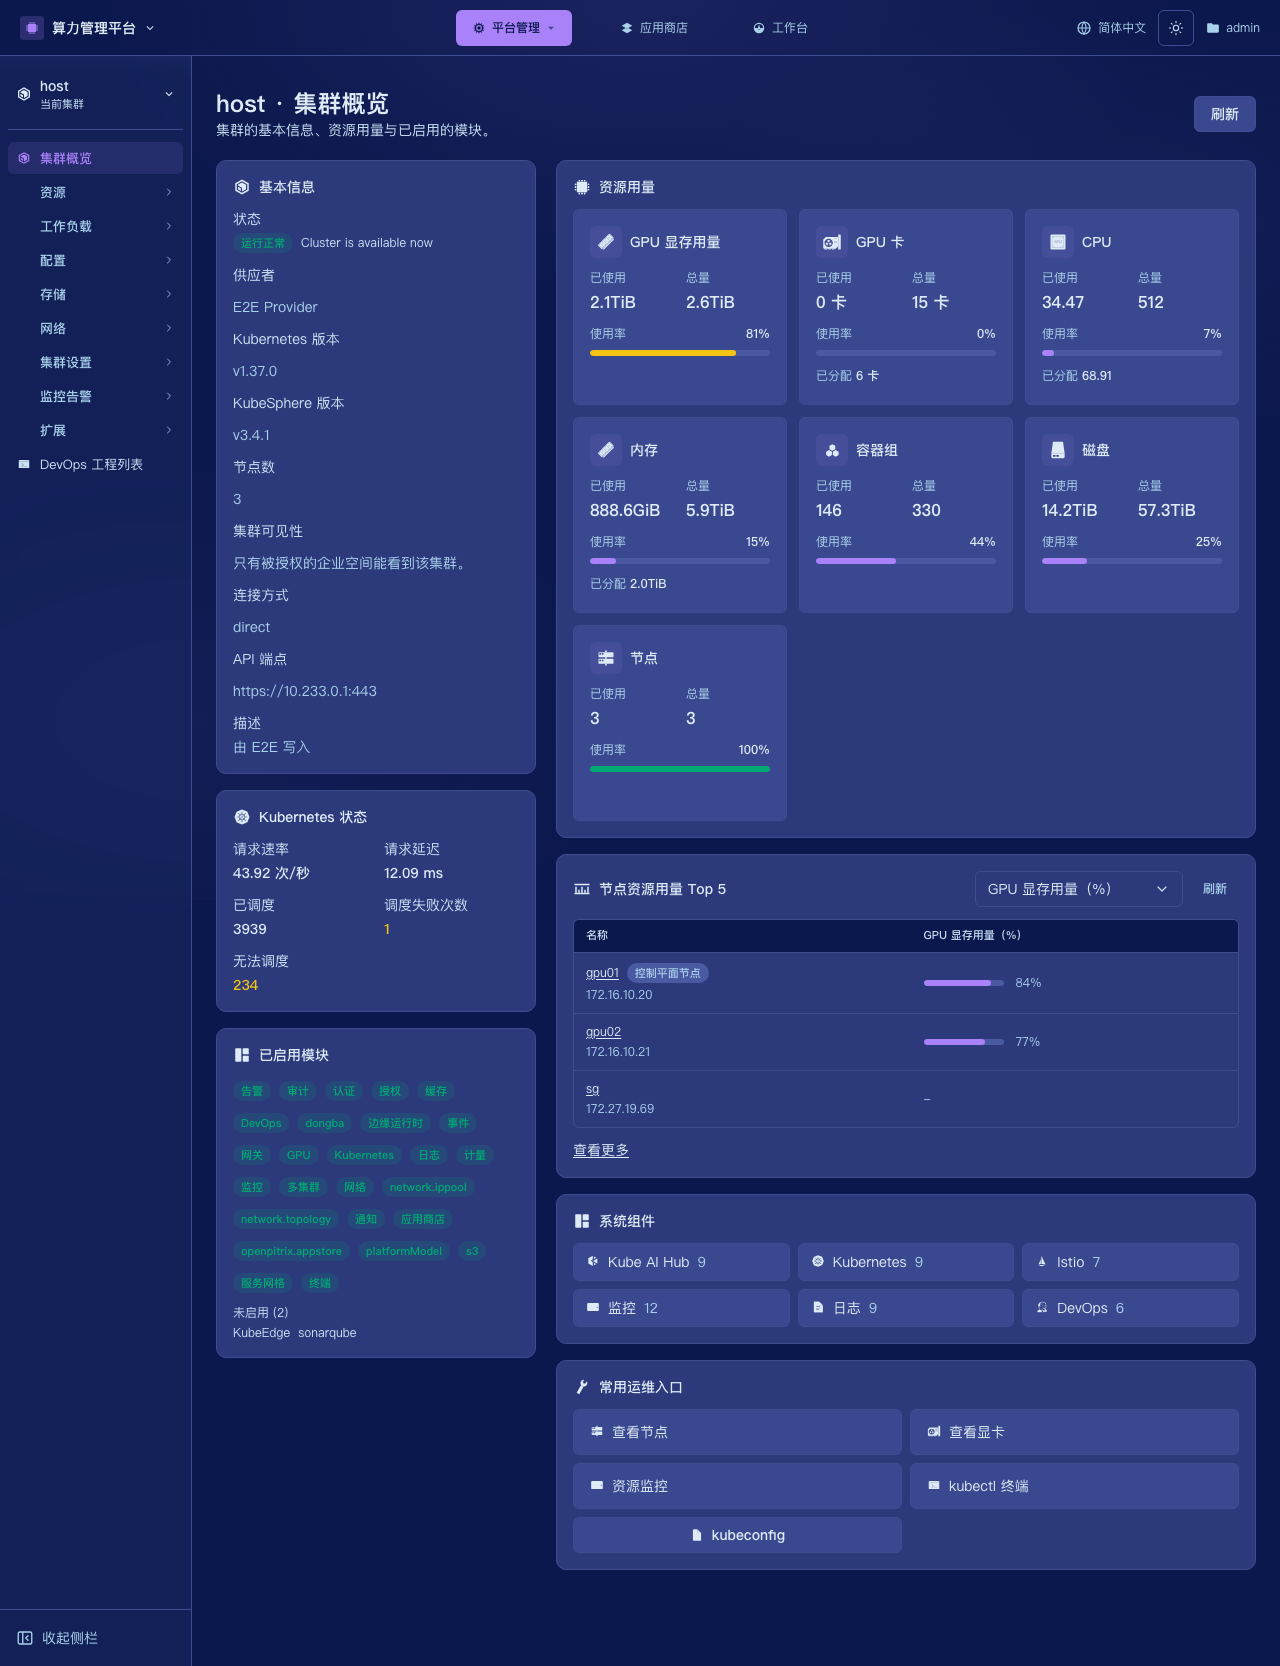 算力管理平台
平台管理
应用商店
工作台
简体中文
admin
host
当前集群
集群概览
资源
工作负载
配置
存储
网络
集群设置
监控告警
扩展
DevOps 工程列表
收起侧栏
host · 集群概览
集群的基本信息、资源用量与已启用的模块。
刷新
基本信息
状态
运行正常 Cluster is available now
供应者
E2E Provider
Kubernetes 版本
v1.37.0
KubeSphere 版本
v3.4.1
节点数
3
集群可见性
只有被授权的企业空间能看到该集群。
连接方式
direct
API 端点
https://10.233.0.1:443
描述
由 E2E 写入
Kubernetes 状态
请求速率 请求延迟
43.92 次/秒 12.09 ms
已调度 调度失败次数
3939 1
无法调度
234
已启用模块
告警 审计 认证 授权 缓存
DevOps dongba 边缘运行时 事件
网关 GPU Kubernetes 日志 计量
监控 多集群 网络 network.ippool
network.topology 通知 应用商店
openpitrix.appstore platformModel s3
服务网格 终端
未启用 (2)
KubeEdge sonarqube
资源用量
GPU 显存用量
已使用 总量
2.1TiB 2.6TiB
使用率 81%
GPU 卡
已使用 总量
0 卡 15 卡
使用率 0%
已分配 6 卡
CPU
已使用 总量
34.47 512
使用率 7%
已分配 68.91
内存
已使用 总量
888.6GiB 5.9TiB
使用率 15%
已分配 2.0TiB
容器组
已使用 总量
146 330
使用率 44%
磁盘
已使用 总量
14.2TiB 57.3TiB
使用率 25%
节点
已使用 总量
3 3
使用率 100%
节点资源用量 Top 5
GPU 显存用量（%）
刷新
名称 GPU 显存用量（%）
gpu01 控制平面节点
172.16.10.20
84%
gpu02
172.16.10.21
77%
sg
172.27.19.69
–
查看更多
系统组件
Kube AI Hub 9
Kubernetes 9
Istio 7
监控 12
日志 9
DevOps 6
常用运维入口
查看节点
查看显卡
资源监控
kubectl 终端
kubeconfig